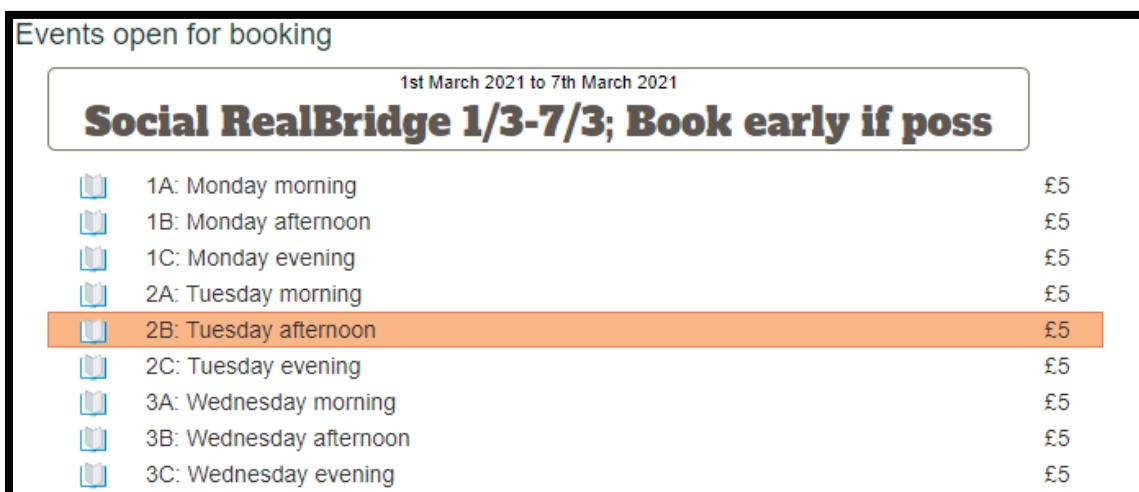 Events open for booking
1st March 2021 to 7th March 2021
Social RealBridge 1/3-7/3; Book early if poss
1A: Monday morning £5
1B: Monday afternoon £5
1C: Monday evening £5
2A: Tuesday morning £5
2B: Tuesday afternoon £5
2C: Tuesday evening £5
3A: Wednesday morning £5
3B: Wednesday afternoon £5
3C: Wednesday evening £5